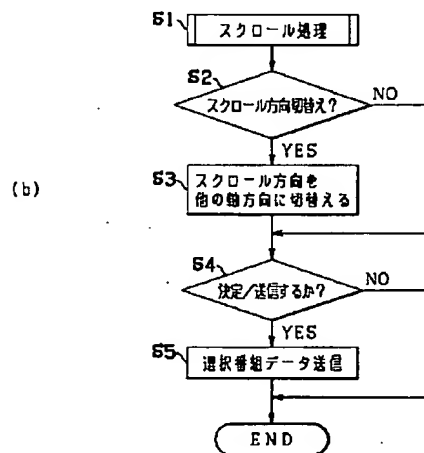 S1
スクロール処理
S2
スクロール方向切替え?
NO
YES
(b)
S3
スクロール方向を
他の軸方向に切替える
S4
決定/送信するか?
NO
YES
S5
選択番組データ送信
END